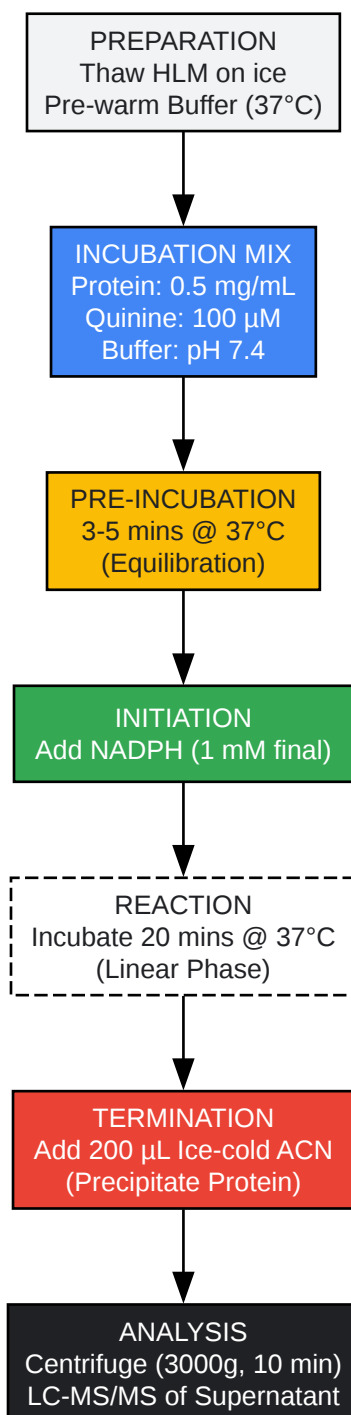 PREPARATION
Thaw HLM on ice
Pre-warm Buffer (37°C)
INCUBATION MIX
Protein: 0.5 mg/mL
Quinine: 100 µM
Buffer: pH 7.4
PRE-INCUBATION
3-5 mins @ 37°C
(Equilibration)
INITIATION
Add NADPH (1 mM final)
REACTION
Incubate 20 mins @ 37°C
(Linear Phase)
TERMINATION
Add 200 µL Ice-cold ACN
(Precipitate Protein)
ANALYSIS
Centrifuge (3000g, 10 min)
LC-MS/MS of Supernatant